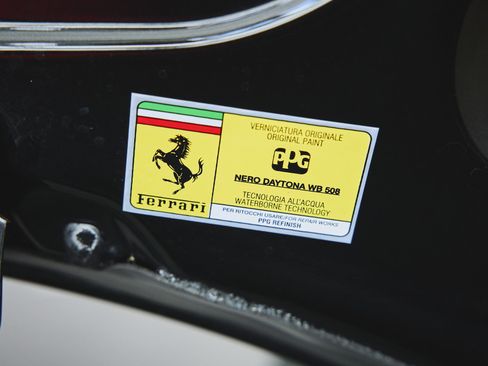 Ferrari
VERNICIATURA ORIGINALE
ORIGINAL PAINT
PPG
NERO DAYTONA WB 508
TECNOLOGIA ALL'ACQUA
WATERBORNE TECHNOLOGY
PER RITOCCHI USARE/FOR REPAIR WORKS
PPG REFINISH